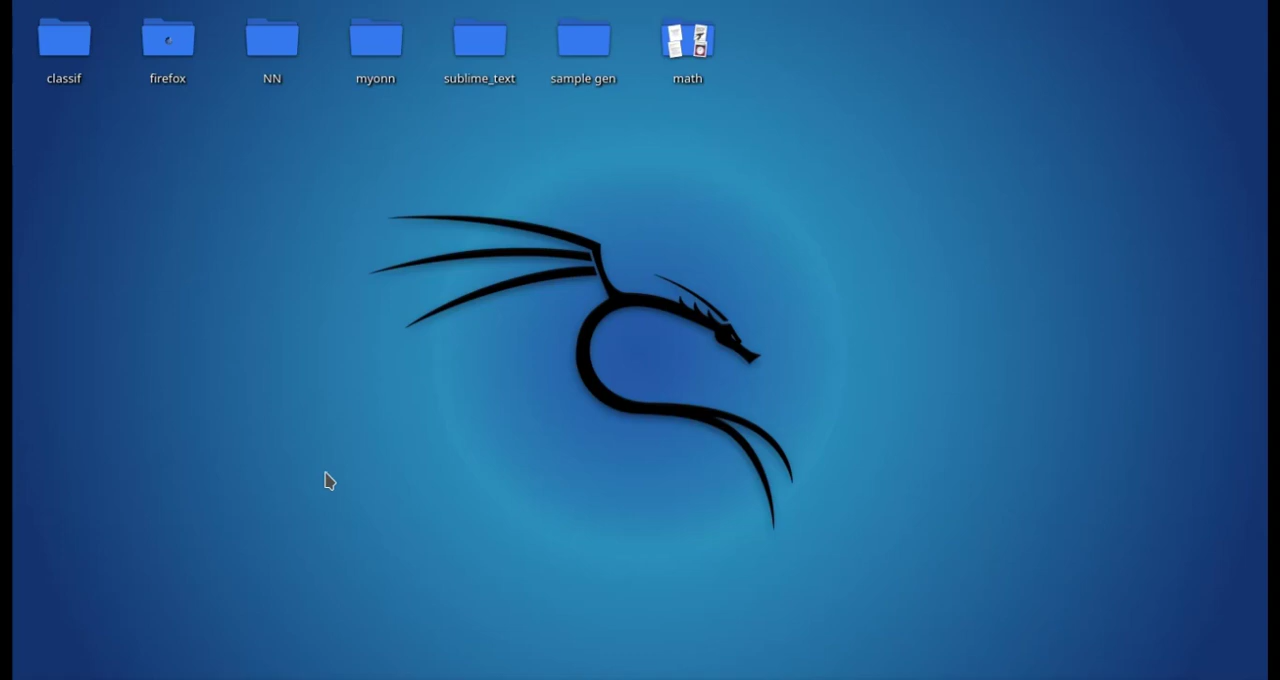 classif
firefox
NN
myonn
sublime_text
sample gen
math